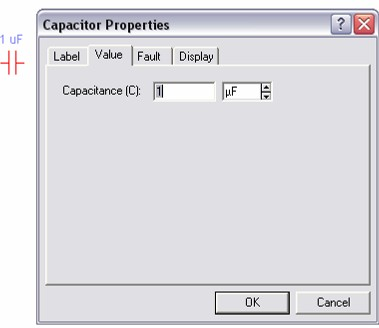 Capacitor Properties
?
1 uF
Label Value Fault Display
Capacitance (C): 1 µF
OK Cancel